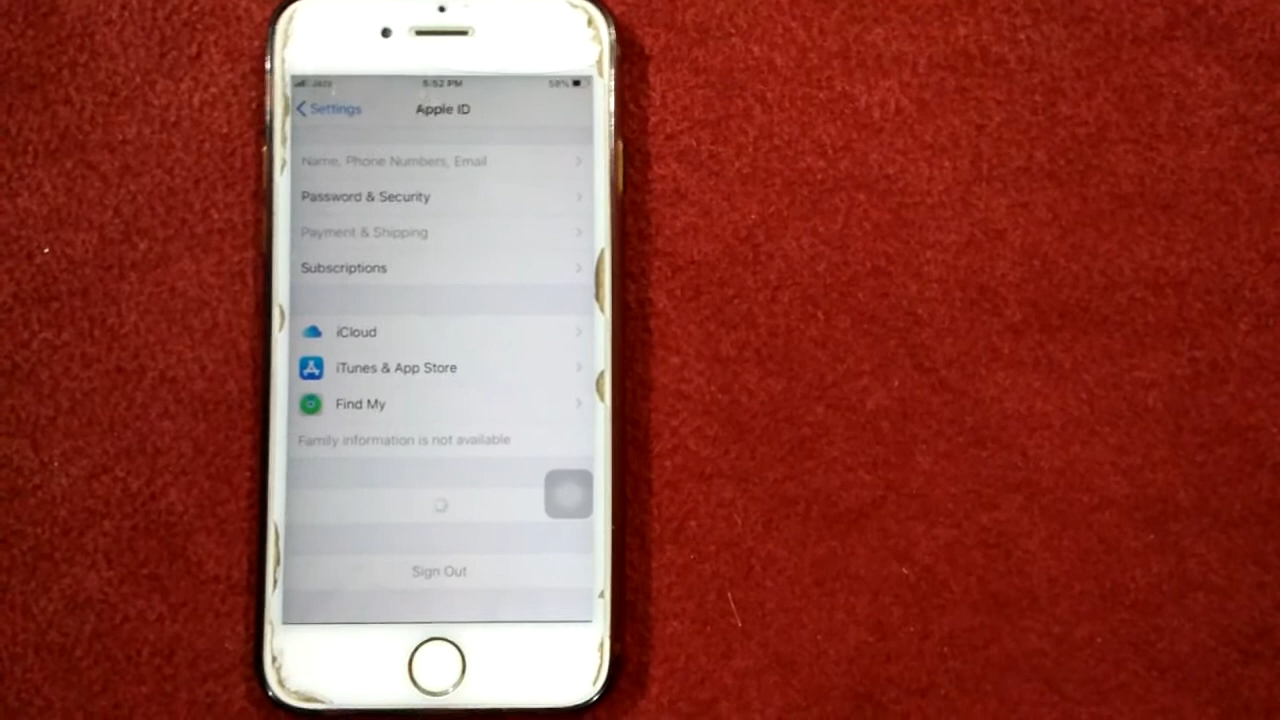 Jazz 5:52 PM 58%
Settings Apple ID
Name, Phone Numbers, Email
Password & Security
Payment & Shipping
Subscriptions
iCloud
iTunes & App Store
Find My
Family information is not available
Sign Out